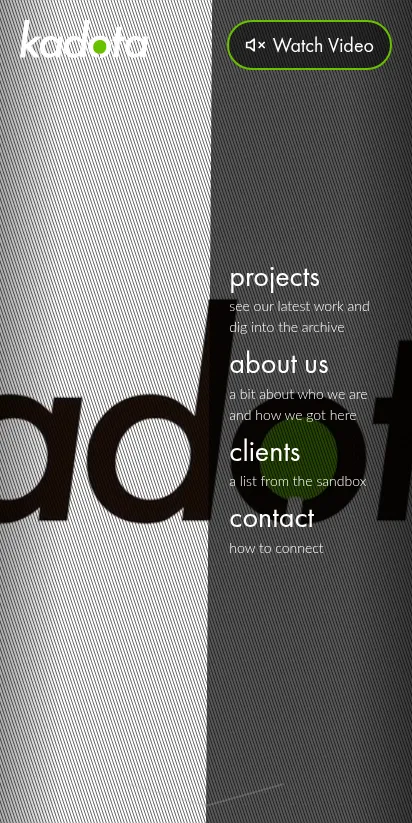 kadota
Watch Video
projects
see our latest work and
dig into the archive
about us
a bit about who we are
and how we got here
clients
a list from the sandbox
contact
how to connect
adot